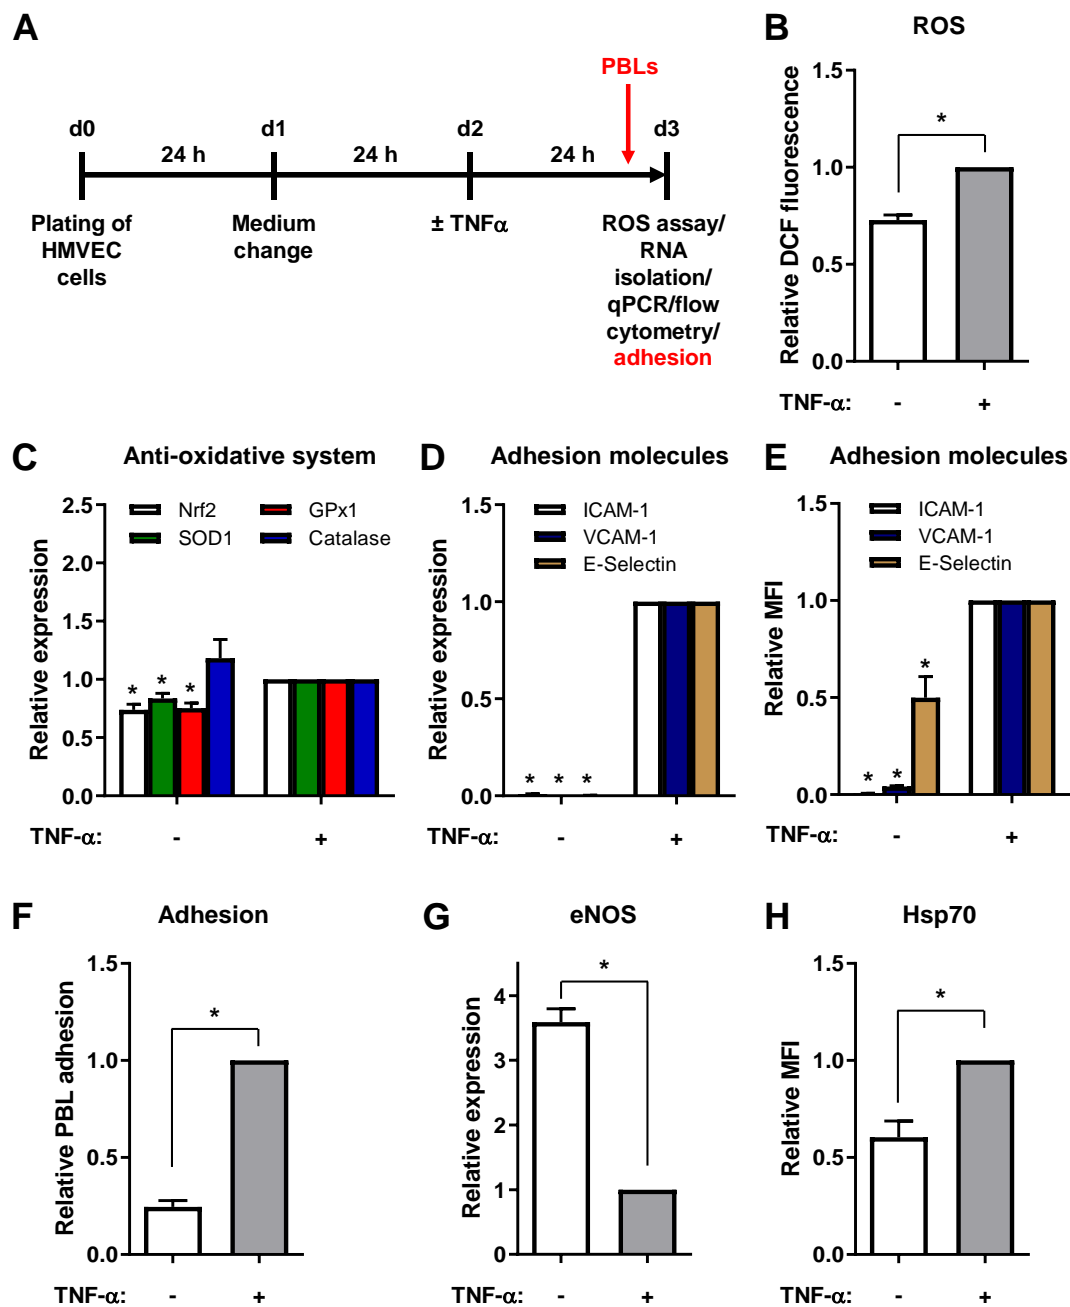 A
PBLs
d0
d1
d2
d3
24 h
24 h
24 h
Plating of
HMVEC
cells
Medium
change
± TNFα
ROS assay/
RNA
isolation/
qPCR/flow
cytometry/
adhesion
B
ROS
Relative DCF fluorescence
1.5
1.0
0.5
0.0
*
TNF-α:
-
+
C
Anti-oxidative system
Relative expression
2.5
2.0
1.5
1.0
0.5
0.0
Nrf2
GPx1
SOD1
Catalase
* * *
TNF-α:
-
+
D
Adhesion molecules
Relative expression
1.5
1.0
0.5
0.0
ICAM-1
VCAM-1
E-Selectin
* * *
TNF-α:
-
+
E
Adhesion molecules
Relative MFI
1.5
1.0
0.5
0.0
ICAM-1
VCAM-1
E-Selectin
* * *
TNF-α:
-
+
F
Adhesion
Relative PBL adhesion
1.5
1.0
0.5
0.0
*
TNF-α:
-
+
G
eNOS
Relative expression
4
3
2
1
0
*
TNF-α:
-
+
H
Hsp70
Relative MFI
1.5
1.0
0.5
0.0
*
TNF-α:
-
+